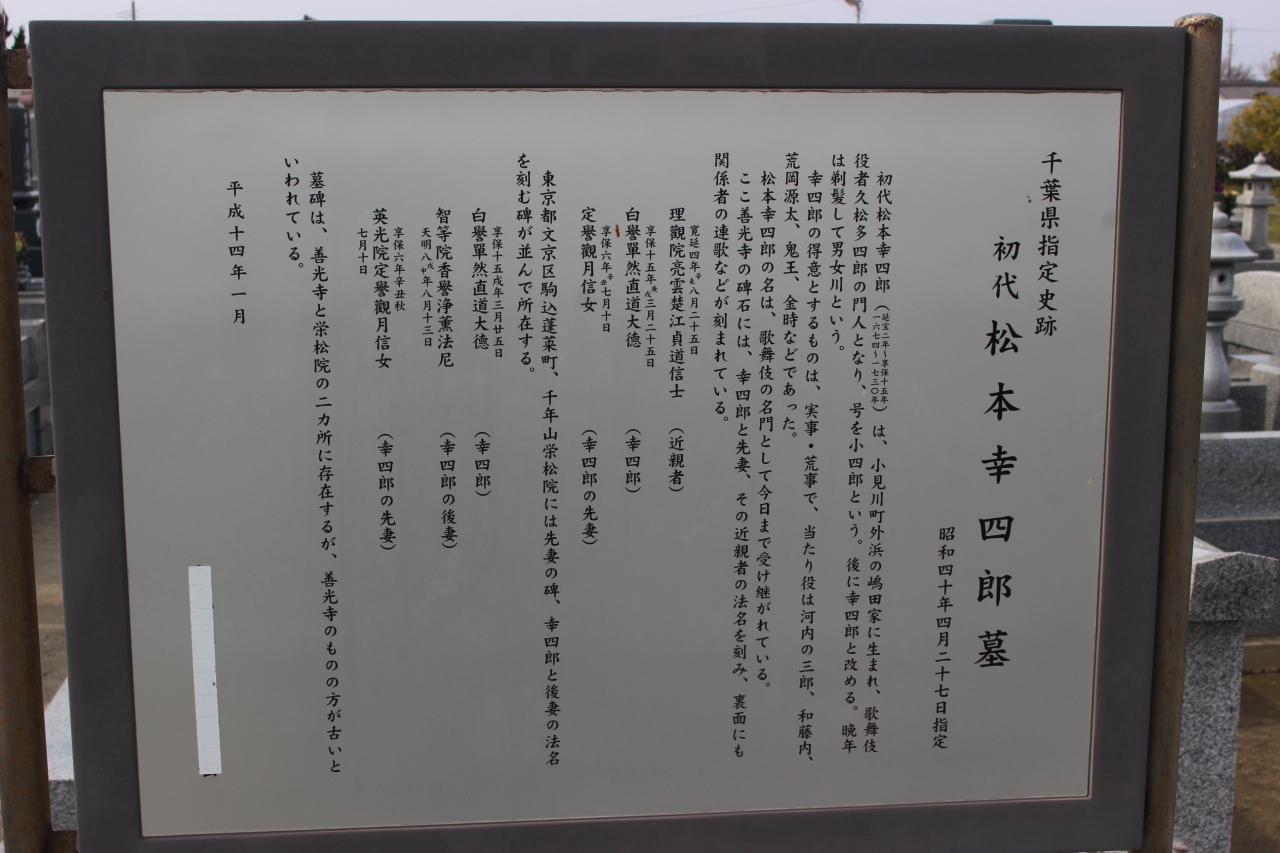 千葉県指定史跡
初代松本幸四郎墓
昭和四十年四月二十七日指定
初代松本幸四郎(延宝二年～享保十五年 一六七四～一七三〇年)は、小見川町外浜の嶋田家に生まれ、歌舞伎
役者久松多四郎の門人となり、号を小四郎という。後に幸四郎と改める。晩年
は剃髪して男女川という。
幸四郎の得意とするものは、実事・荒事で、当たり役は河内の三郎、和藤内、
荒岡源太、鬼王、金時などであった。
松本幸四郎の名は、歌舞伎の名門として今日まで受け継がれている。
ここ善光寺の碑石には、幸四郎と先妻、その近親者の法名を刻み、裏面にも
関係者の連歌などが刻まれている。
寛延四年辛未八月二十五日
理觀院亮雲楚江貞道信士(近親者)
享保十五年庚戌三月二十五日
白譽單然直道大徳(幸四郎)
享保六年辛丑七月十日
定譽觀月信女(幸四郎の先妻)
東京都文京区駒込蓬莱町、千年山栄松院には先妻の碑、幸四郎と後妻の法名
を刻む碑が並んで所在する。
享保十五戌年三月廿五日
白譽單然直道大徳(幸四郎)
天明八戊申年八月十三日
智等院香譽浄薫法尼(幸四郎の後妻)
享保六年辛丑秋
英光院定譽觀月信女(幸四郎の先妻)
七月十日
墓碑は、善光寺と栄松院の二カ所に存在するが、善光寺のものの方が古いと
いわれている。
平成十四年一月